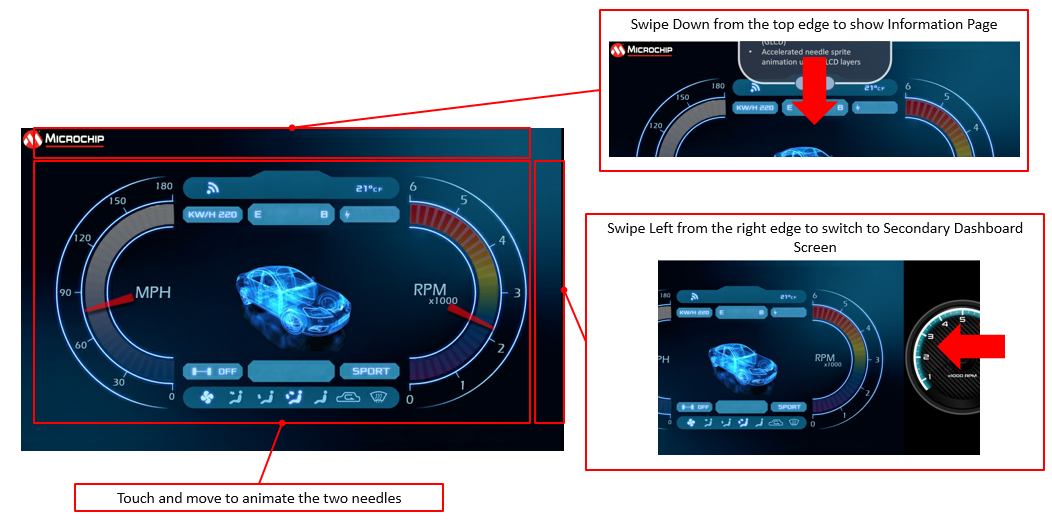 Swipe Down from the top edge to show Information Page
(GLCD)
• Accelerated needle sprite
MICROCHIP
180
150
120
21°CF
KW/H 220
E
B
6
5
4
MICROCHIP
180
150
120
90
60
30
0
21°CF
KW/H 220
E
B
MPH
RPM
x1000
6
5
4
3
2
1
0
OFF
SPORT
Swipe Left from the right edge to switch to Secondary Dashboard
Screen
180
21°CF
KW/H 220
E
B
PH
RPM
x1000
6
5
4
3
2
1
0
OFF
SPORT
5
4
3
2
1
x1000 RPM
Touch and move to animate the two needles